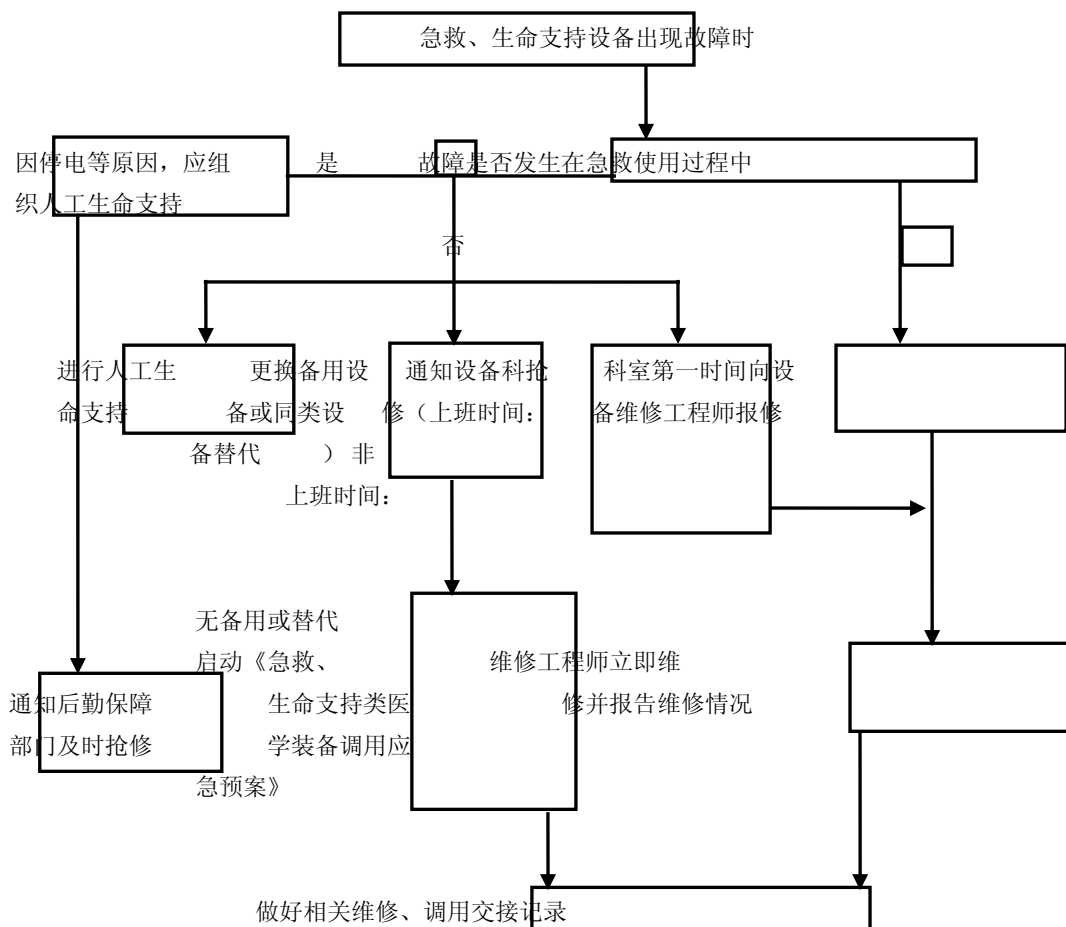 急救、生命支持设备出现故障时
因停电等原因，应组
织人工生命支持
是
故障是否发生在急救使用过程中
否
进行人工生
命支持
更换备用设
备或同类设
备替代
通知设备科抢
修（上班时间：
）非
上班时间：
科室第一时间向设
备维修工程师报修
无备用或替代
启动《急救、
生命支持类医
学装备调用应
急预案》
维修工程师立即维
修并报告维修情况
通知后勤保障
部门及时抢修
做好相关维修、调用交接记录